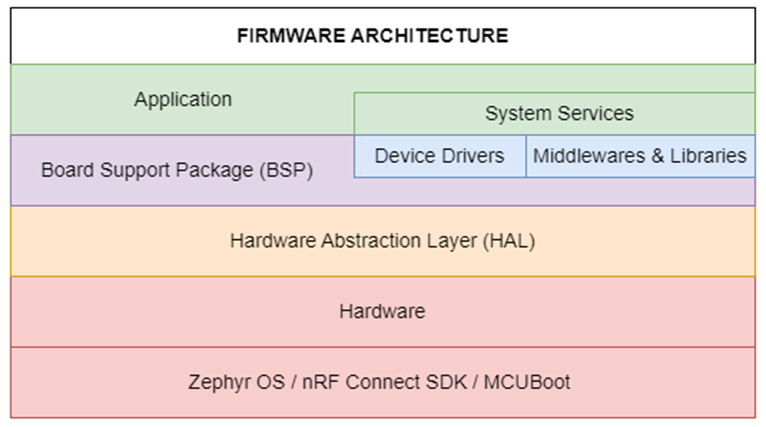 FIRMWARE ARCHITECTURE
Application
System Services
Device Drivers
Middlewares & Libraries
Board Support Package (BSP)
Hardware Abstraction Layer (HAL)
Hardware
Zephyr OS / nRF Connect SDK / MCUBoot